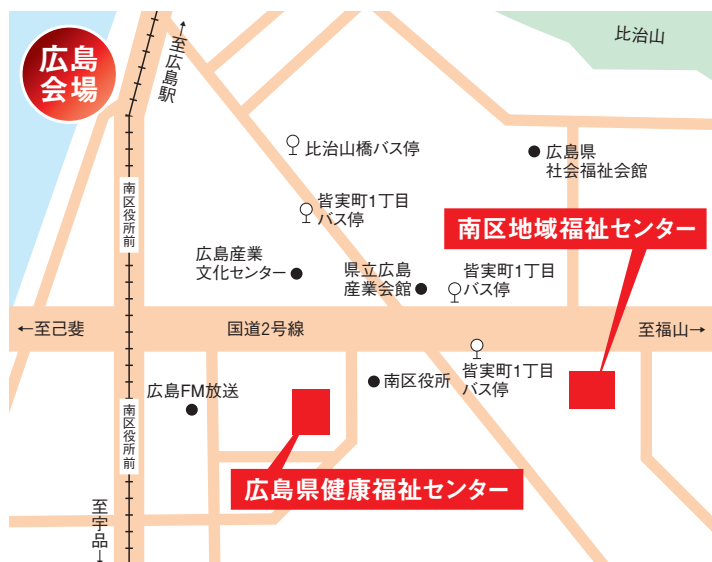 広島
会場
↑至広島駅
比治山
比治山橋バス停
広島県
社会福祉会館
南区役所前
皆実町1丁目
バス停
南区地域福祉センター
広島産業
文化センター
県立広島
産業会館
皆実町1丁目
バス停
←至己斐
国道2号線
至福山→
皆実町1丁目
バス停
広島FM放送
南区役所
南区役所前
広島県健康福祉センター
至宇品→